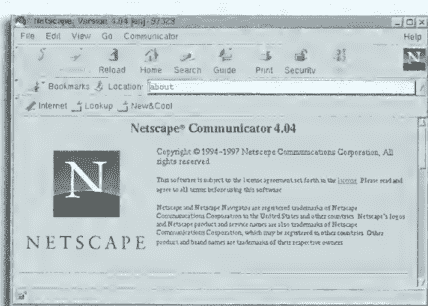 Netscape, Version 4.04
File Edit View Go Communicator Help
Reload Home Search Guide Print Security
N
Bookmarks Location: about
Internet Lookup New&Cool
Netscape® Communicator 4.04
Copyright © 1994-1997 Netscape Communications Corporation, All
rights reserved
This software is subject to the license agreement set forth in the license. Please read and
agree to all terms before using this software.
N
NETSCAPE
Netscape and Netscape Navigator are registered trademarks of Netscape
Communications Corporation in the United States and other countries. Netscape's logos
and Netscape product and service names are also trademarks of Netscape
Communications Corporation, which may be registered in other countries. Other
product and brand names are trademarks of their respective owners